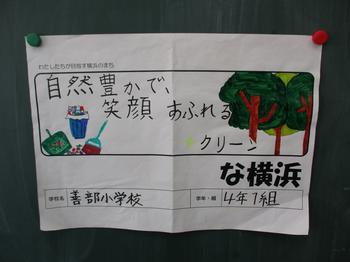 わたしたちが目指す横浜のまち
自然豊かで、
笑顔あふれる
クリーン
な横浜
学校名 善部小学校 学年・組 4年1組